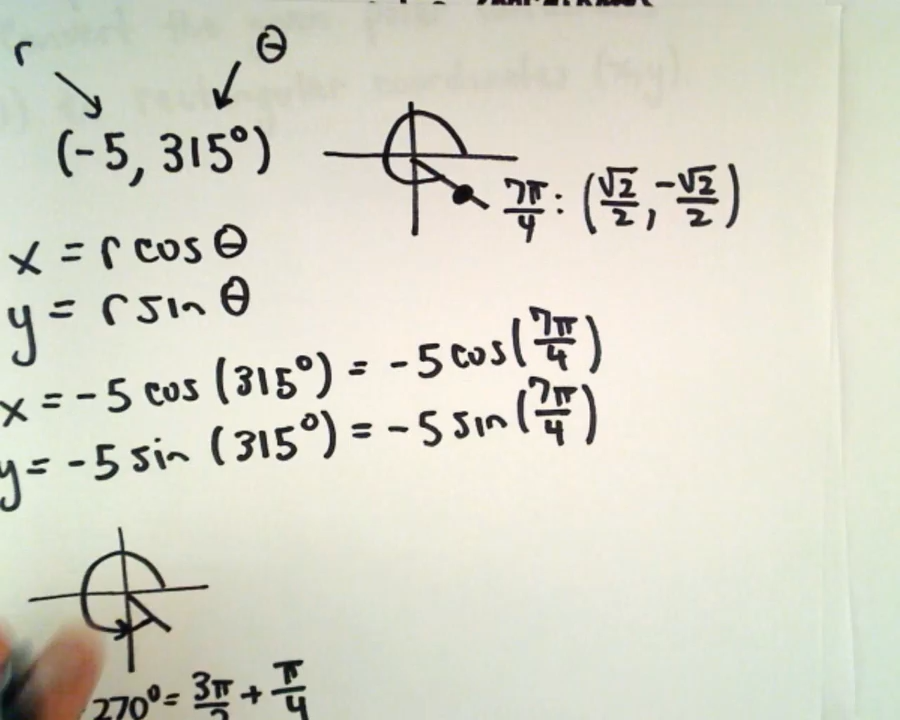 r θ
(-5, 315°)
7π/4 : (√2/2, -√2/2)
x = r cos θ
y = r sin θ
x = -5 cos (315°) = -5 cos(7π/4)
y = -5 sin (315°) = -5 sin(7π/4)
270° = 3π/2 + π/4